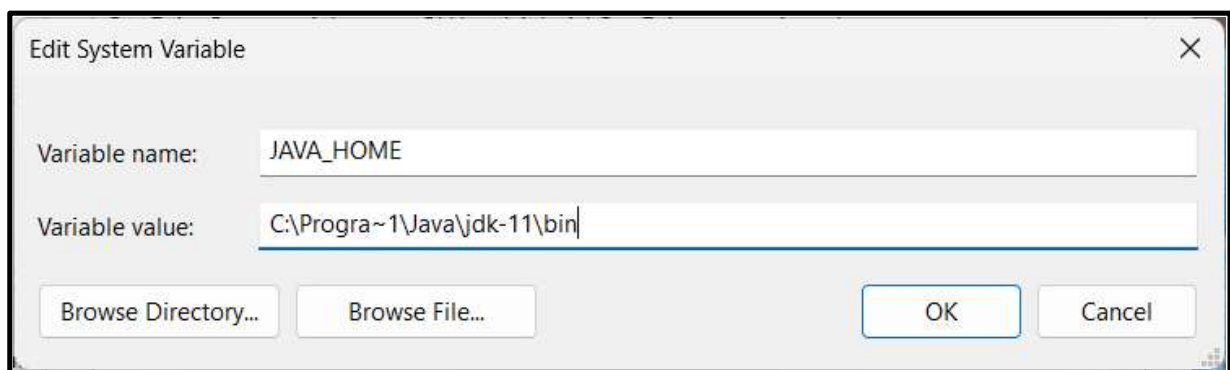 Edit System Variable
Variable name: JAVA_HOME
Variable value: C:\Progra~1\Java\jdk-11\bin
Browse Directory... Browse File... OK Cancel